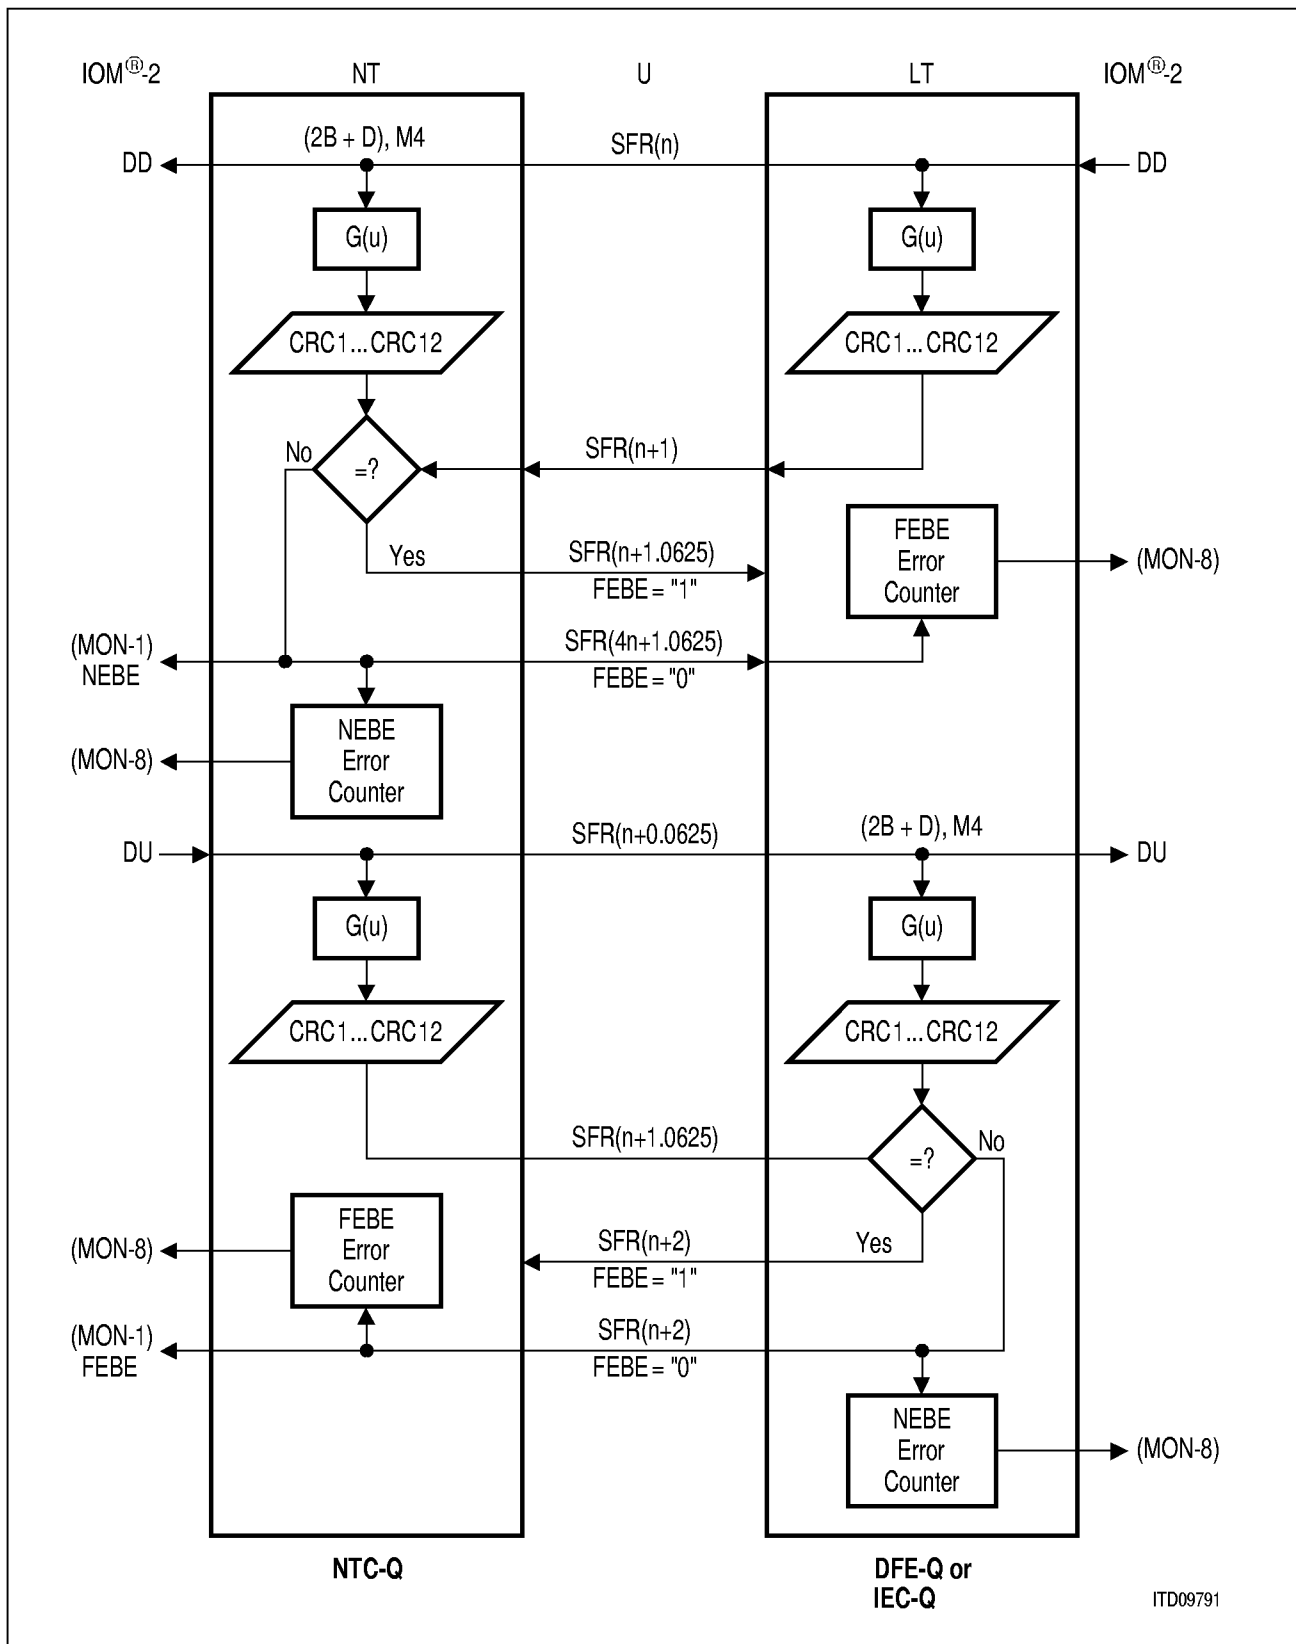 IOM®-2 NT U LT IOM®-2
(2B + D), M4
DD SFR(n) DD
G(u) G(u)
CRC1...CRC12 CRC1...CRC12
No =? SFR(n+1)
Yes SFR(n+1.0625)
FEBE = "1"
FEBE
Error
Counter
(MON-8)
(MON-1)
NEBE
SFR(4n+1.0625)
FEBE = "0"
NEBE
Error
Counter
(MON-8)
DU SFR(n+0.0625) (2B + D), M4 DU
G(u) G(u)
CRC1...CRC12 CRC1...CRC12
SFR(n+1.0625) =? No
FEBE
Error
Counter
(MON-8)
SFR(n+2) Yes
FEBE = "1"
(MON-1)
FEBE
SFR(n+2)
FEBE = "0"
NEBE
Error
Counter
(MON-8)
NTC-Q
DFE-Q or
IEC-Q
ITD09791